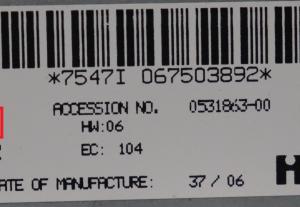 *7547I 067503892*
ACCESSION NO. 0531863-00
HW:06
EC: 104
ATE OF MANUFACTURE: 37/06
H